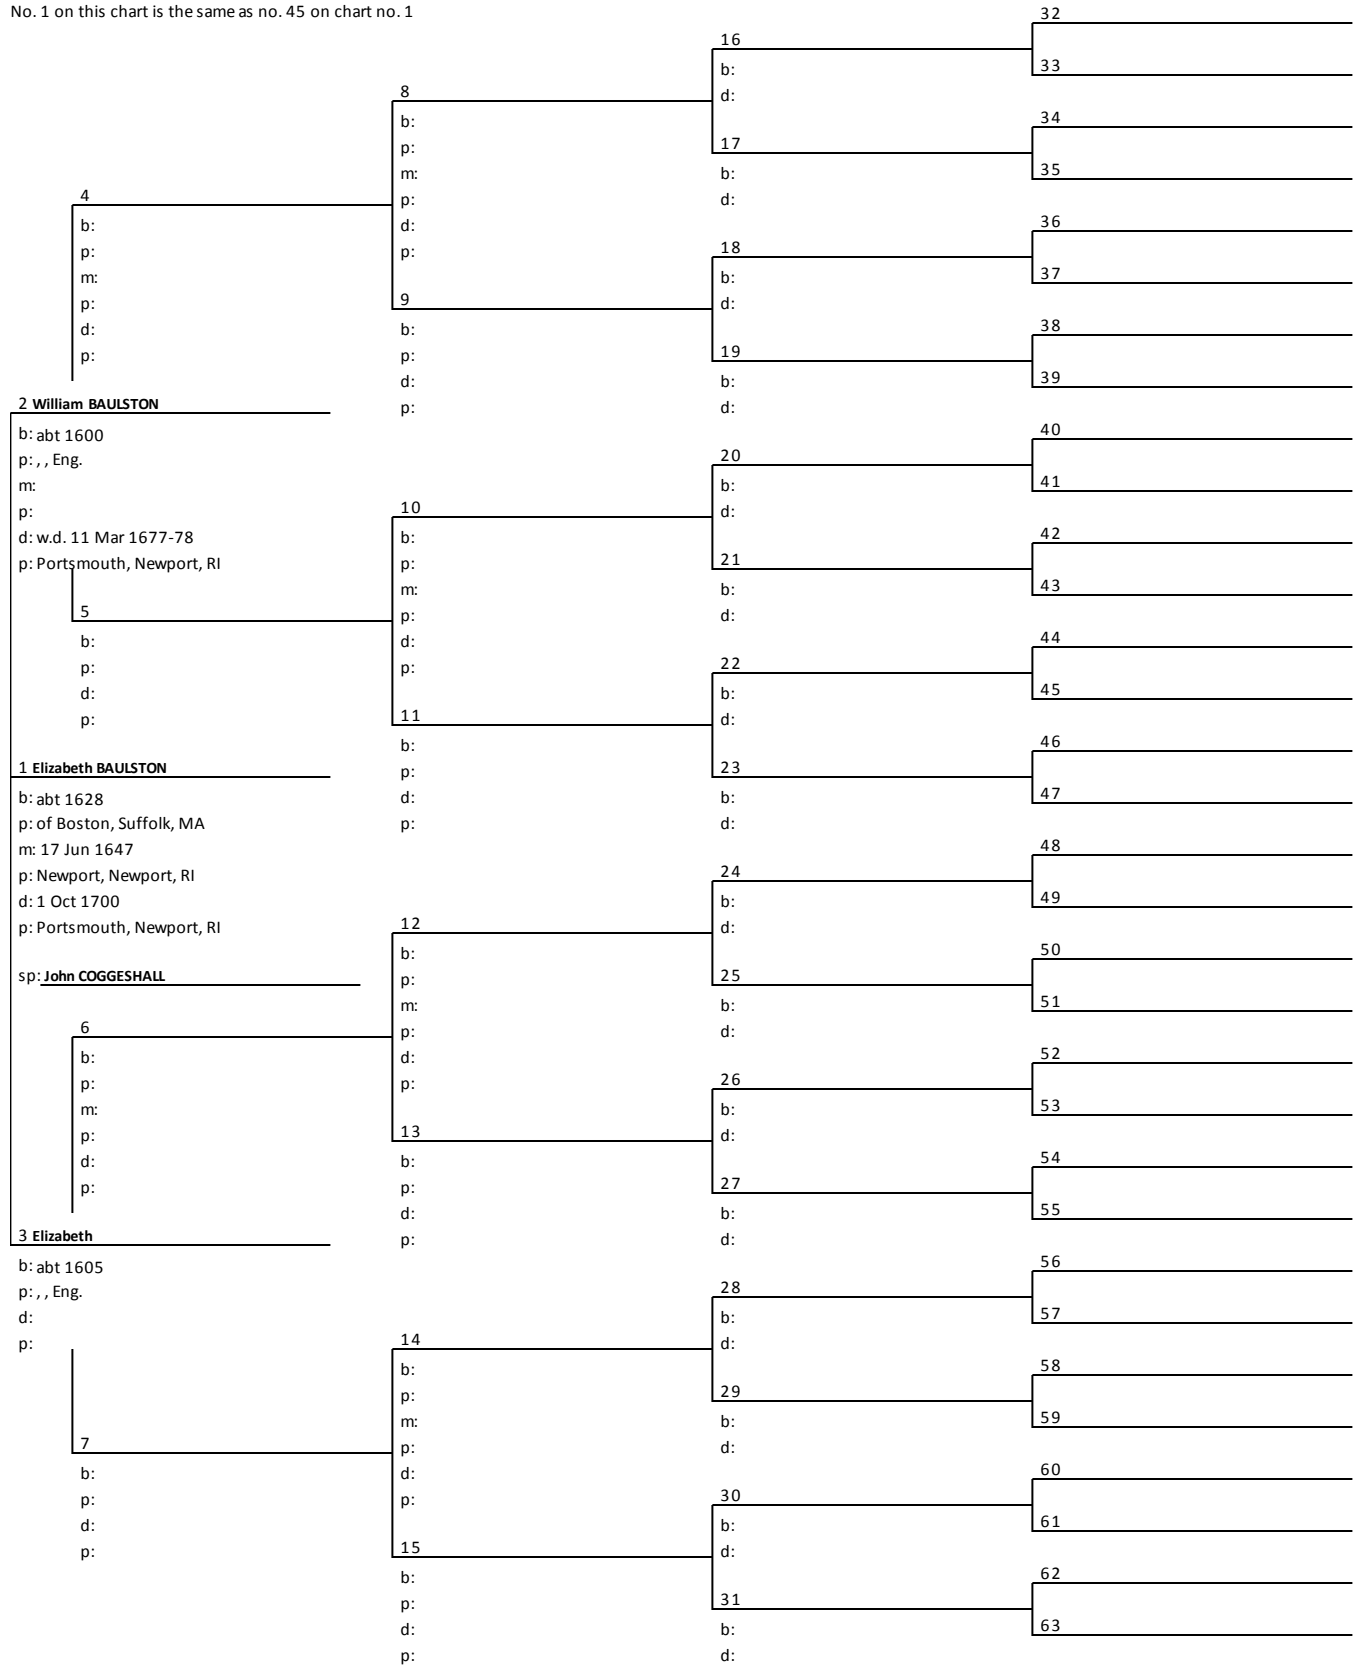 No. 1 on this chart is the same as no. 45 on chart no. 1
4
b:
p:
m:
p:
d:
p:
2 William BAULSTON
b: abt 1600
p: , , Eng.
m:
p:
d: w.d. 11 Mar 1677-78
p: Portsmouth, Newport, RI
5
b:
p:
d:
p:
1 Elizabeth BAULSTON
b: abt 1628
p: of Boston, Suffolk, MA
m: 17 Jun 1647
p: Newport, Newport, RI
d: 1 Oct 1700
p: Portsmouth, Newport, RI
sp: John COGGESHALL
6
b:
p:
m:
p:
d:
p:
3 Elizabeth
b: abt 1605
p: , , Eng.
d:
p:
7
b:
p:
d:
p:
8
b:
p:
m:
p:
d:
p:
9
b:
p:
d:
p:
10
b:
p:
m:
p:
d:
p:
11
b:
p:
d:
p:
12
b:
p:
m:
p:
d:
p:
13
b:
p:
d:
p:
14
b:
p:
m:
p:
d:
p:
15
b:
p:
d:
p:
16
b:
d:
17
b:
d:
18
b:
d:
19
b:
d:
20
b:
d:
21
b:
d:
22
b:
d:
23
b:
d:
24
b:
d:
25
b:
d:
26
b:
d:
27
b:
d:
28
b:
d:
29
b:
d:
30
b:
d:
31
b:
d:
32
33
34
35
36
37
38
39
40
41
42
43
44
45
46
47
48
49
50
51
52
53
54
55
56
57
58
59
60
61
62
63